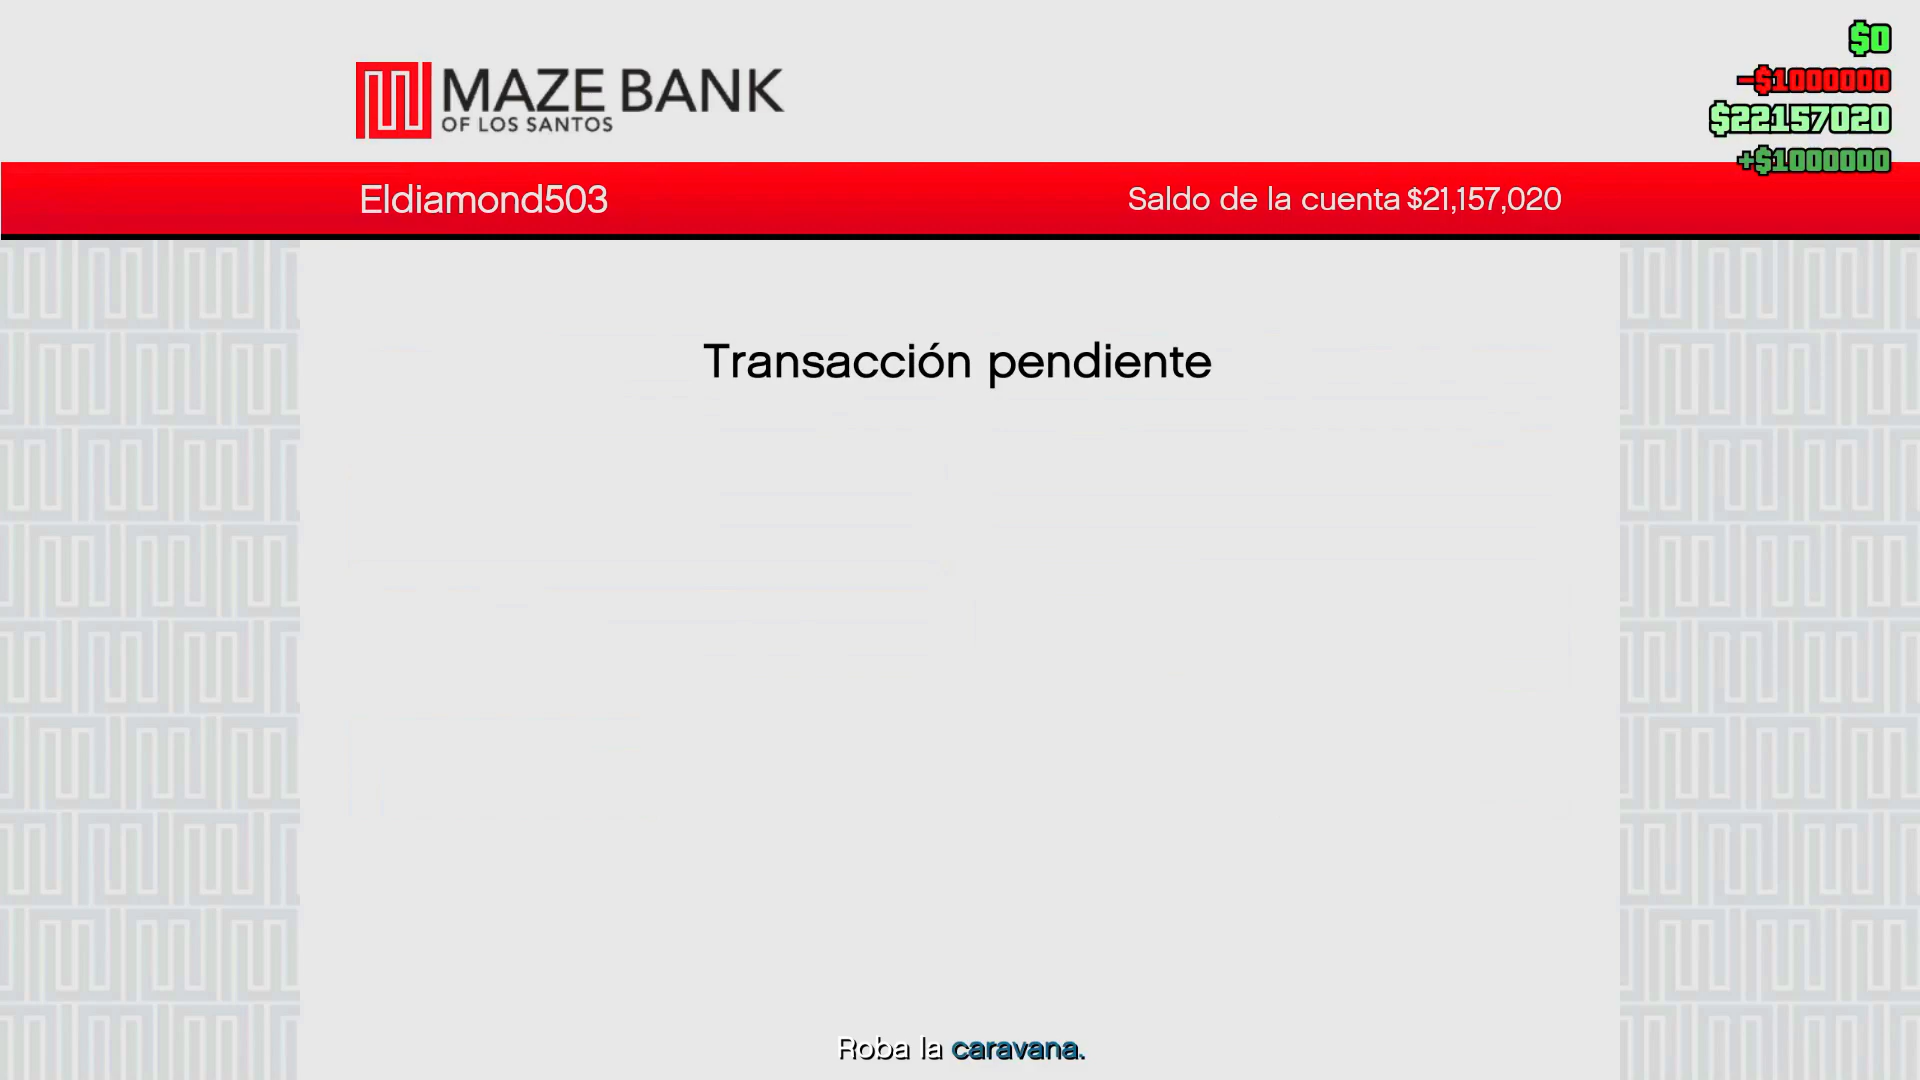 $0
-$1000000
MAZE BANK
OF LOS SANTOS
$22157020
+$1000000
Eldiamond503
Saldo de la cuenta $21,157,020
Transacción pendiente
Roba la caravana.